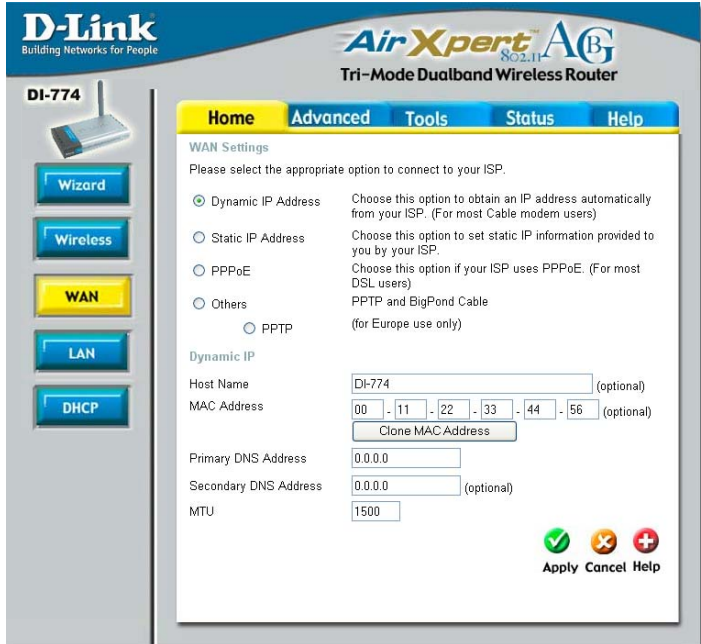 D-Link
Building Networks for People
Air Xpert™ 802.11 ABG
Tri-Mode Dualband Wireless Router
DI-774
Home Advanced Tools Status Help
Wizard
Wireless
WAN
LAN
DHCP
WAN Settings
Please select the appropriate option to connect to your ISP.
Dynamic IP Address Choose this option to obtain an IP address automatically
from your ISP. (For most Cable modem users)
Static IP Address Choose this option to set static IP information provided to
you by your ISP.
PPPoE Choose this option if your ISP uses PPPoE. (For most
DSL users)
Others PPTP and BigPond Cable
PPTP (for Europe use only)
Dynamic IP
Host Name DI-774 (optional)
MAC Address 00 - 11 - 22 - 33 - 44 - 56 (optional)
Clone MAC Address
Primary DNS Address 0.0.0.0
Secondary DNS Address 0.0.0.0 (optional)
MTU 1500
Apply Cancel Help